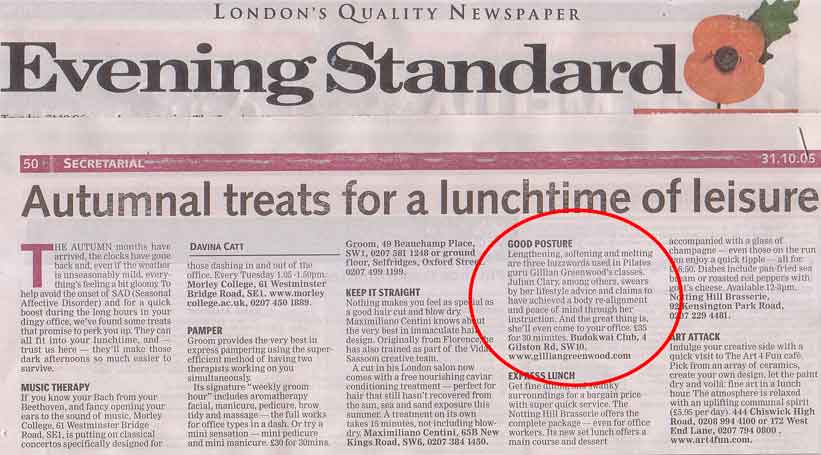 LONDON'S QUALITY NEWSPAPER
Evening Standard
50 SECRETARIAL
31.10.05
Autumnal treats for a lunchtime of leisure
THE AUTUMN months have
arrived, the clocks have gone
back and, even if the weather
is unseasonably mild, every-
thing's feeling a bit gloomy. To
help avoid the onset of SAD (Seasonal
Affective Disorder) and for a quick
boost during the long hours in your
dingy office, we've found some treats
that promise to perk you up. They can
all fit into your lunchtime, and —
trust us here — they'll make those
dark afternoons so much easier to
survive.
MUSIC THERAPY
If you know your Bach from your
Beethoven, and fancy opening your
ears to the sound of music, Morley
College, 61 Westminster Bridge
Road, SE1, is putting on classical
concertos specifically designed for
DAVINA CATT
those dashing in and out of the
office. Every Tuesday 1.05 -1.50pm.
Morley College, 61 Westminster
Bridge Road, SE1. www.morley
college.ac.uk, 0207 450 1889.
PAMPER
Groom provides the very best in
express pampering using the super-
efficient method of having two
therapists working on you
simultaneously.
Its signature "weekly groom
hour" includes aromatherapy
facial, manicure, pedicure, brow
tidy and massage — the full works
for office types in a dash. Or try a
mini sensation — mini pedicure
and mini manicure. £30 for 30mins.
Groom, 49 Beauchamp Place,
SW1, 0207 581 1248 or ground
floor, Selfridges, Oxford Street.
0207 499 1199.
KEEP IT STRAIGHT
Nothing makes you feel as special as
a good hair cut and blow dry.
Maximiliano Centini knows about
the very best in immaculate hair
design. Originally from Florence, he
has also trained as part of the Vidal
Sassoon creative team.
A cut in his London salon now
comes with a free nourishing caviar
conditioning treatment — perfect for
hair that still hasn't recovered from
the sun, sea and sand exposure this
summer. A treatment on its own
takes 15 minutes, not including blow-
dry. Maximiliano Centini, 65B New
Kings Road, SW6, 0207 384 1450.
GOOD POSTURE
Lengthening, softening and melting
are three buzzwords used in Pilates
guru Gillian Greenwood's classes.
Julian Clary, among others, swears
by her lifestyle advice and claims to
have achieved a body re-alignment
and peace of mind through her
instruction. And the great thing is,
she'll even come to your office. £35
for 30 minutes. Budokwai Club, 4
Gilston Rd, SW10.
www.gilliangreenwood.com
EXPRESS LUNCH
Get fine dining and swanky
surroundings for a bargain price
with super quick service. The
Notting Hill Brasserie offers the
complete package — even for office
workers. Its new set lunch offers a
main course and dessert
accompanied with a glass of
champagne — even those on the run
can enjoy a quick tipple — all for
Dishes include pan-fried sea
bream or roasted red peppers with
goat's cheese. Available 12-3pm.
Notting Hill Brasserie,
92 Kensington Park Road,
0207 229 4481.
ART ATTACK
Indulge your creative side with a
quick visit to The Art 4 Fun café.
Pick from an array of ceramics,
create your own design, let the paint
dry and voilà: fine art in a lunch
hour. The atmosphere is relaxed
with an uplifting communal spirit
(£5.95 per day). 444 Chiswick High
Road, 0208 994 4100 or 172 West
End Lane, 0207 794 0800.
www.art4fun.com.